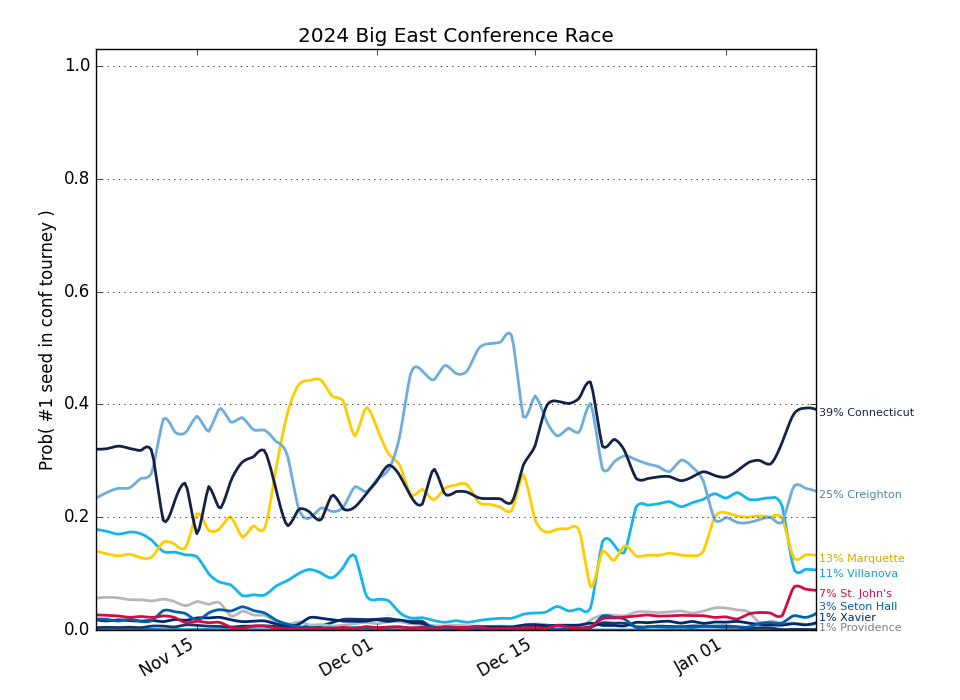 2024 Big East Conference Race
Prob( #1 seed in conf tourney )
1.0
0.8
0.6
0.4
0.2
0.0
Nov 15
Dec 01
Dec 15
Jan 01
39% Connecticut
25% Creighton
13% Marquette
11% Villanova
7% St. John's
3% Seton Hall
1% Xavier
1% Providence